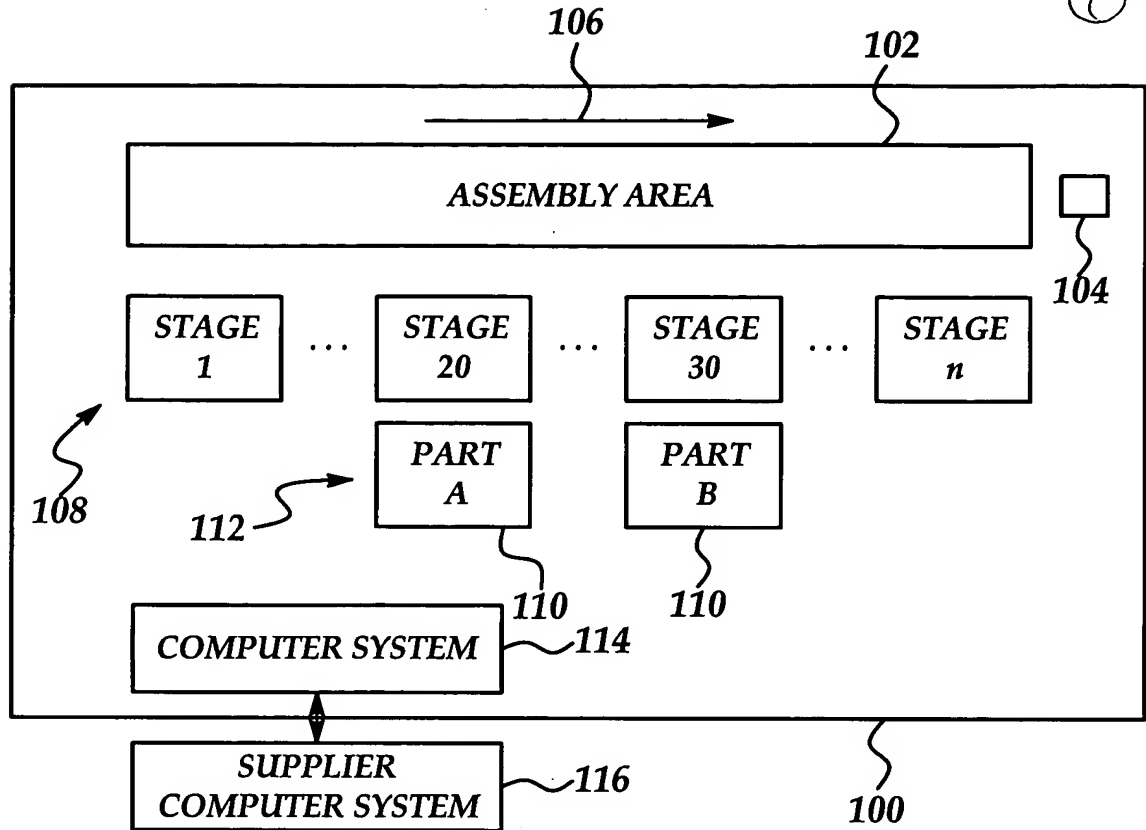 106
102
ASSEMBLY AREA
104
STAGE
1
...
STAGE
20
...
STAGE
30
...
STAGE
n
108
112
PART
A
PART
B
110
110
COMPUTER SYSTEM
114
SUPPLIER
COMPUTER SYSTEM
116
100